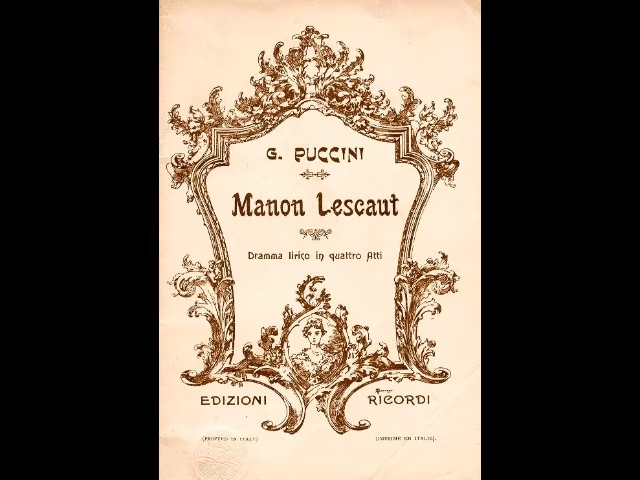 G. PUCCINI
Manon Lescaut
Dramma lirico in quattro Atti
EDIZIONI RICORDI
(PRINTED IN ITALY) (IMPRIMÉ EN ITALIE).